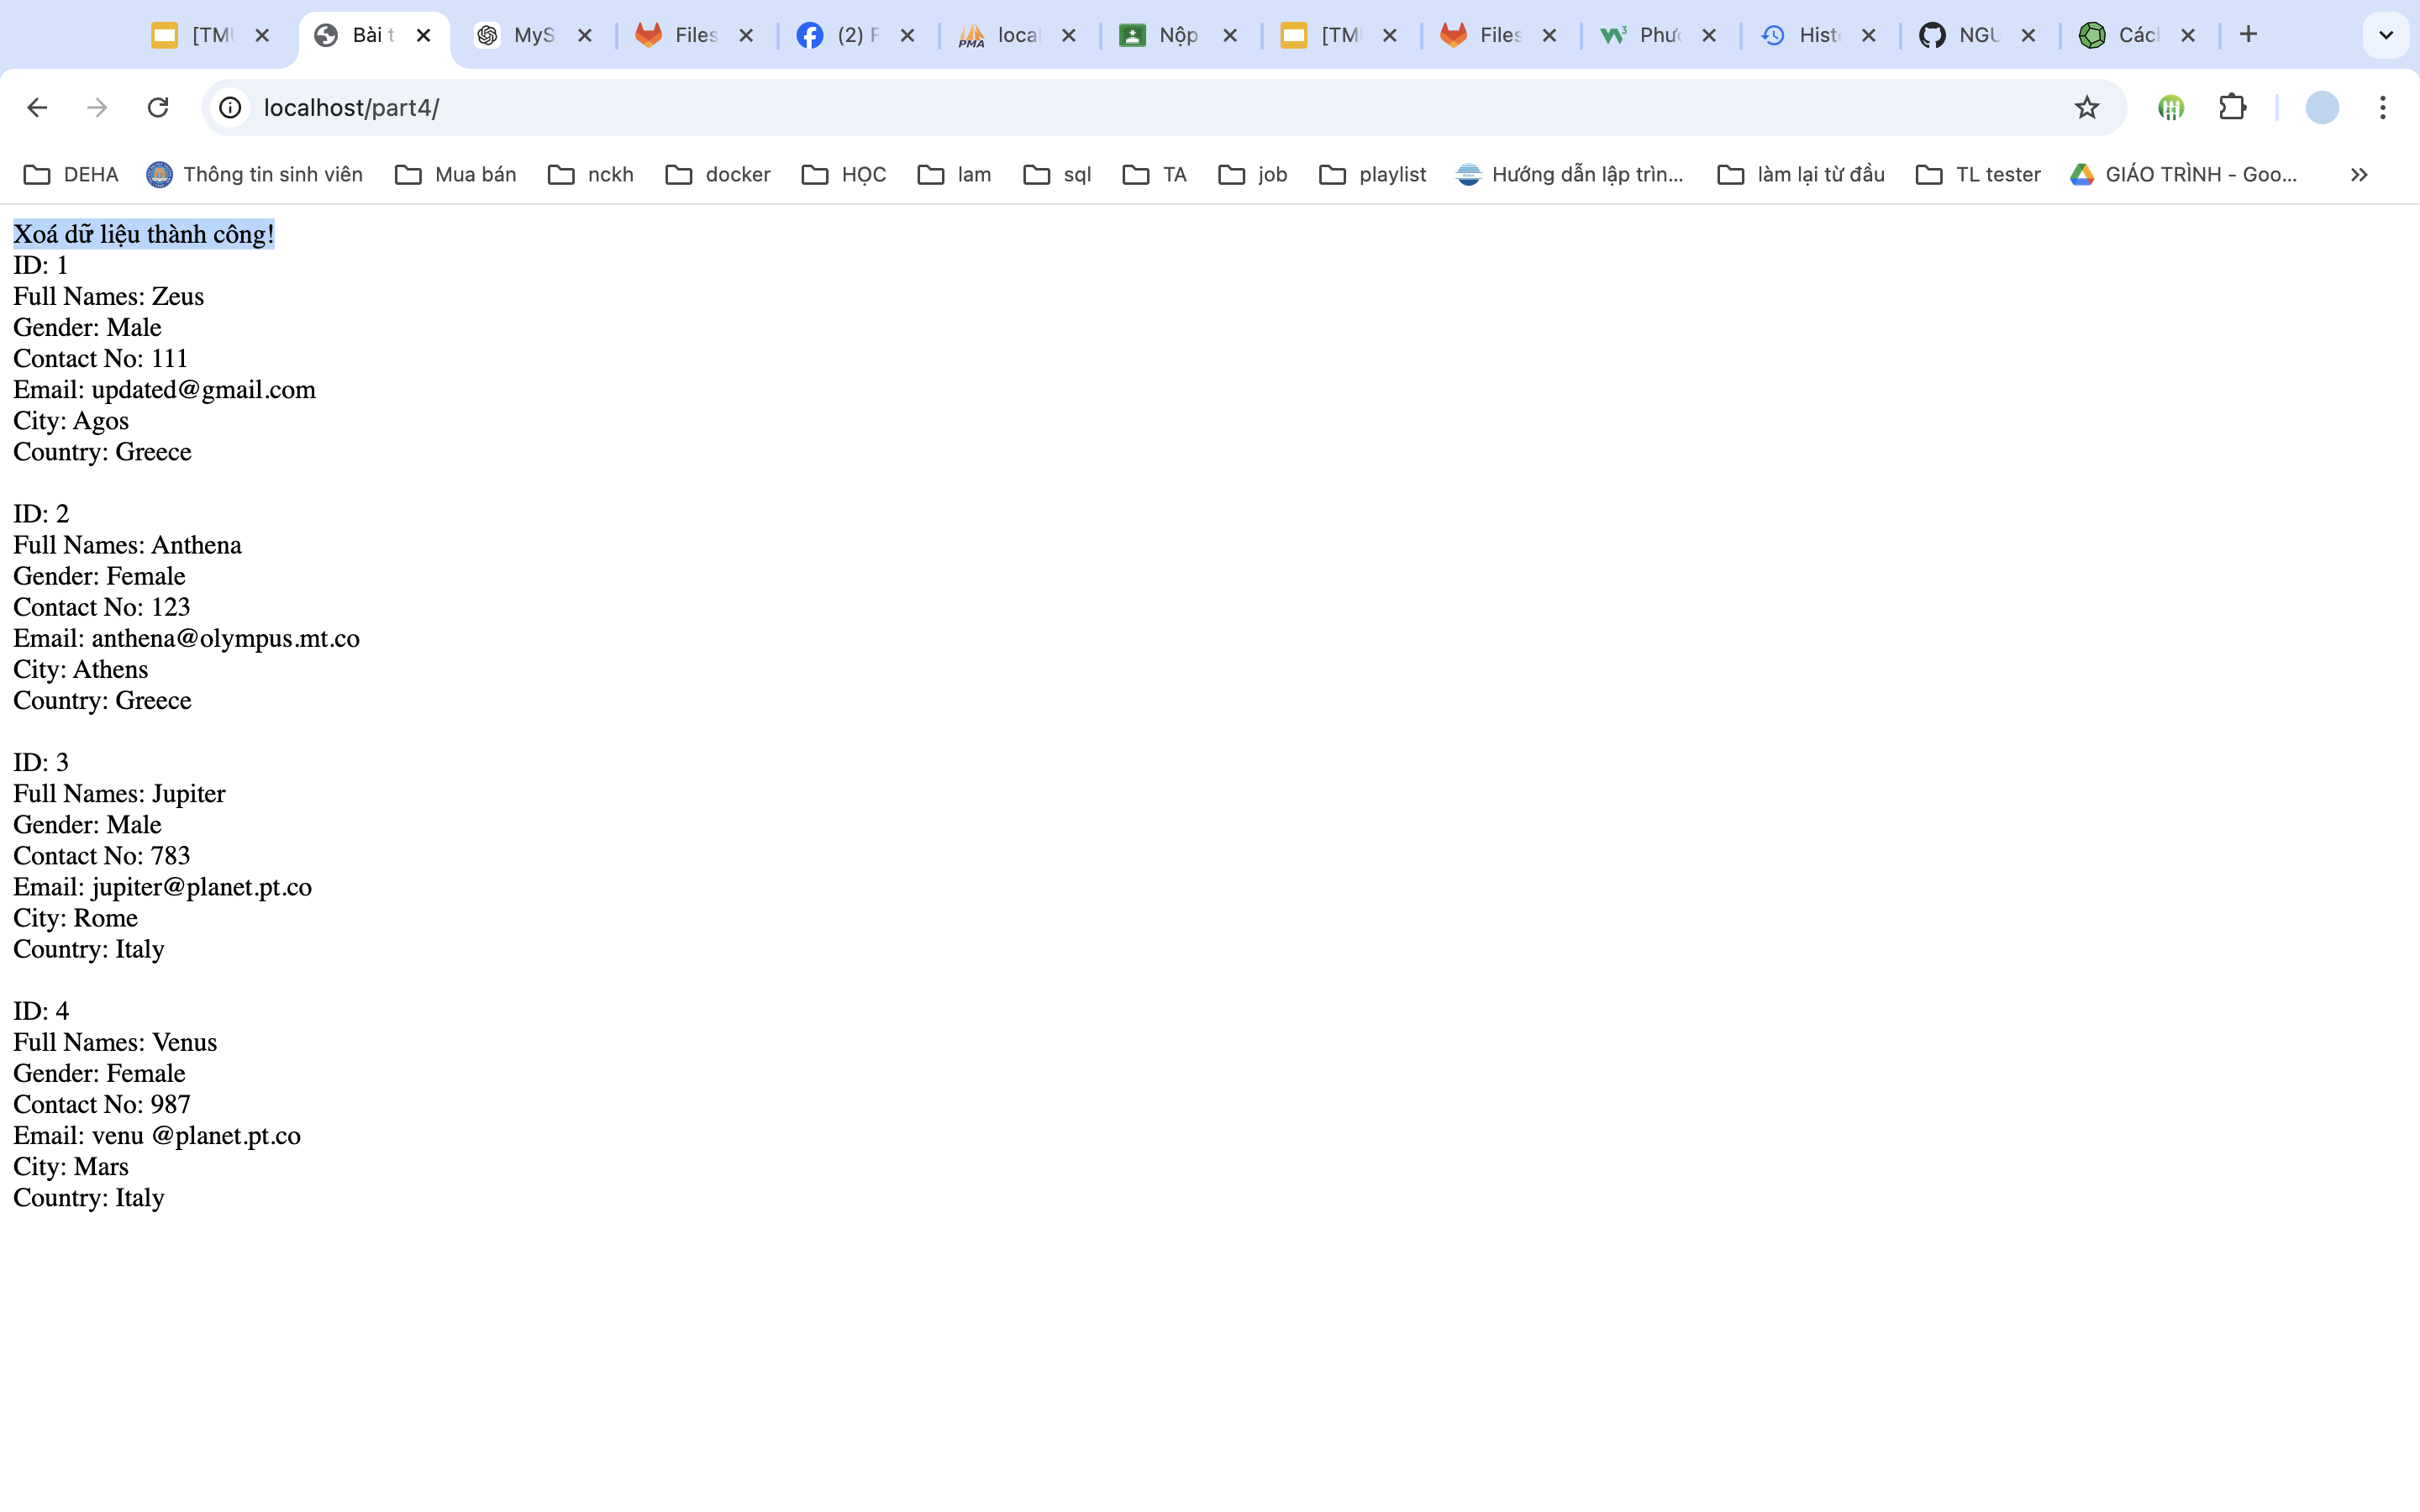 [TM
Bài t
MyS
Files
(2) F
PMA
local
Nộp
[TM
Files
Phư
Hist
NGU
Các
localhost/part4/
DEHA
Thông tin sinh viên
Mua bán
nckh
docker
HỌC
lam
sql
TA
job
playlist
Hướng dẫn lập trìn...
làm lại từ đầu
TL tester
GIÁO TRÌNH - Goo...
Xoá dữ liệu thành công!
ID: 1
Full Names: Zeus
Gender: Male
Contact No: 111
Email: updated@gmail.com
City: Agos
Country: Greece
ID: 2
Full Names: Anthena
Gender: Female
Contact No: 123
Email: anthena@olympus.mt.co
City: Athens
Country: Greece
ID: 3
Full Names: Jupiter
Gender: Male
Contact No: 783
Email: jupiter@planet.pt.co
City: Rome
Country: Italy
ID: 4
Full Names: Venus
Gender: Female
Contact No: 987
Email: venu @planet.pt.co
City: Mars
Country: Italy